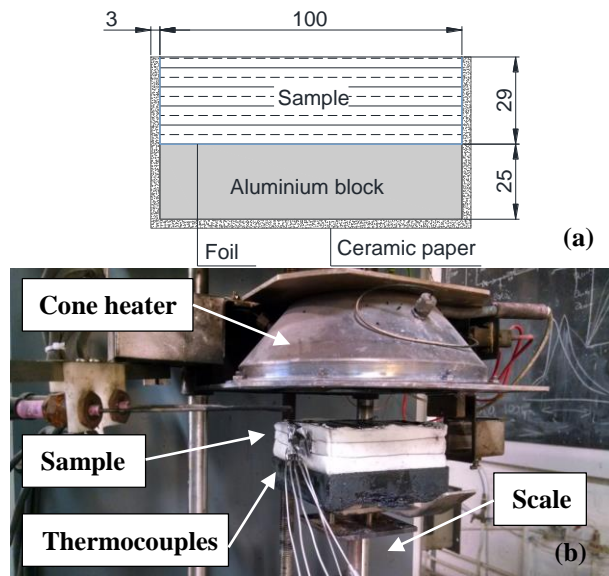 3
100
Sample
29
Aluminium block
25
Foil
Ceramic paper
(a)
Cone heater
Sample
Thermocouples
Scale
(b)